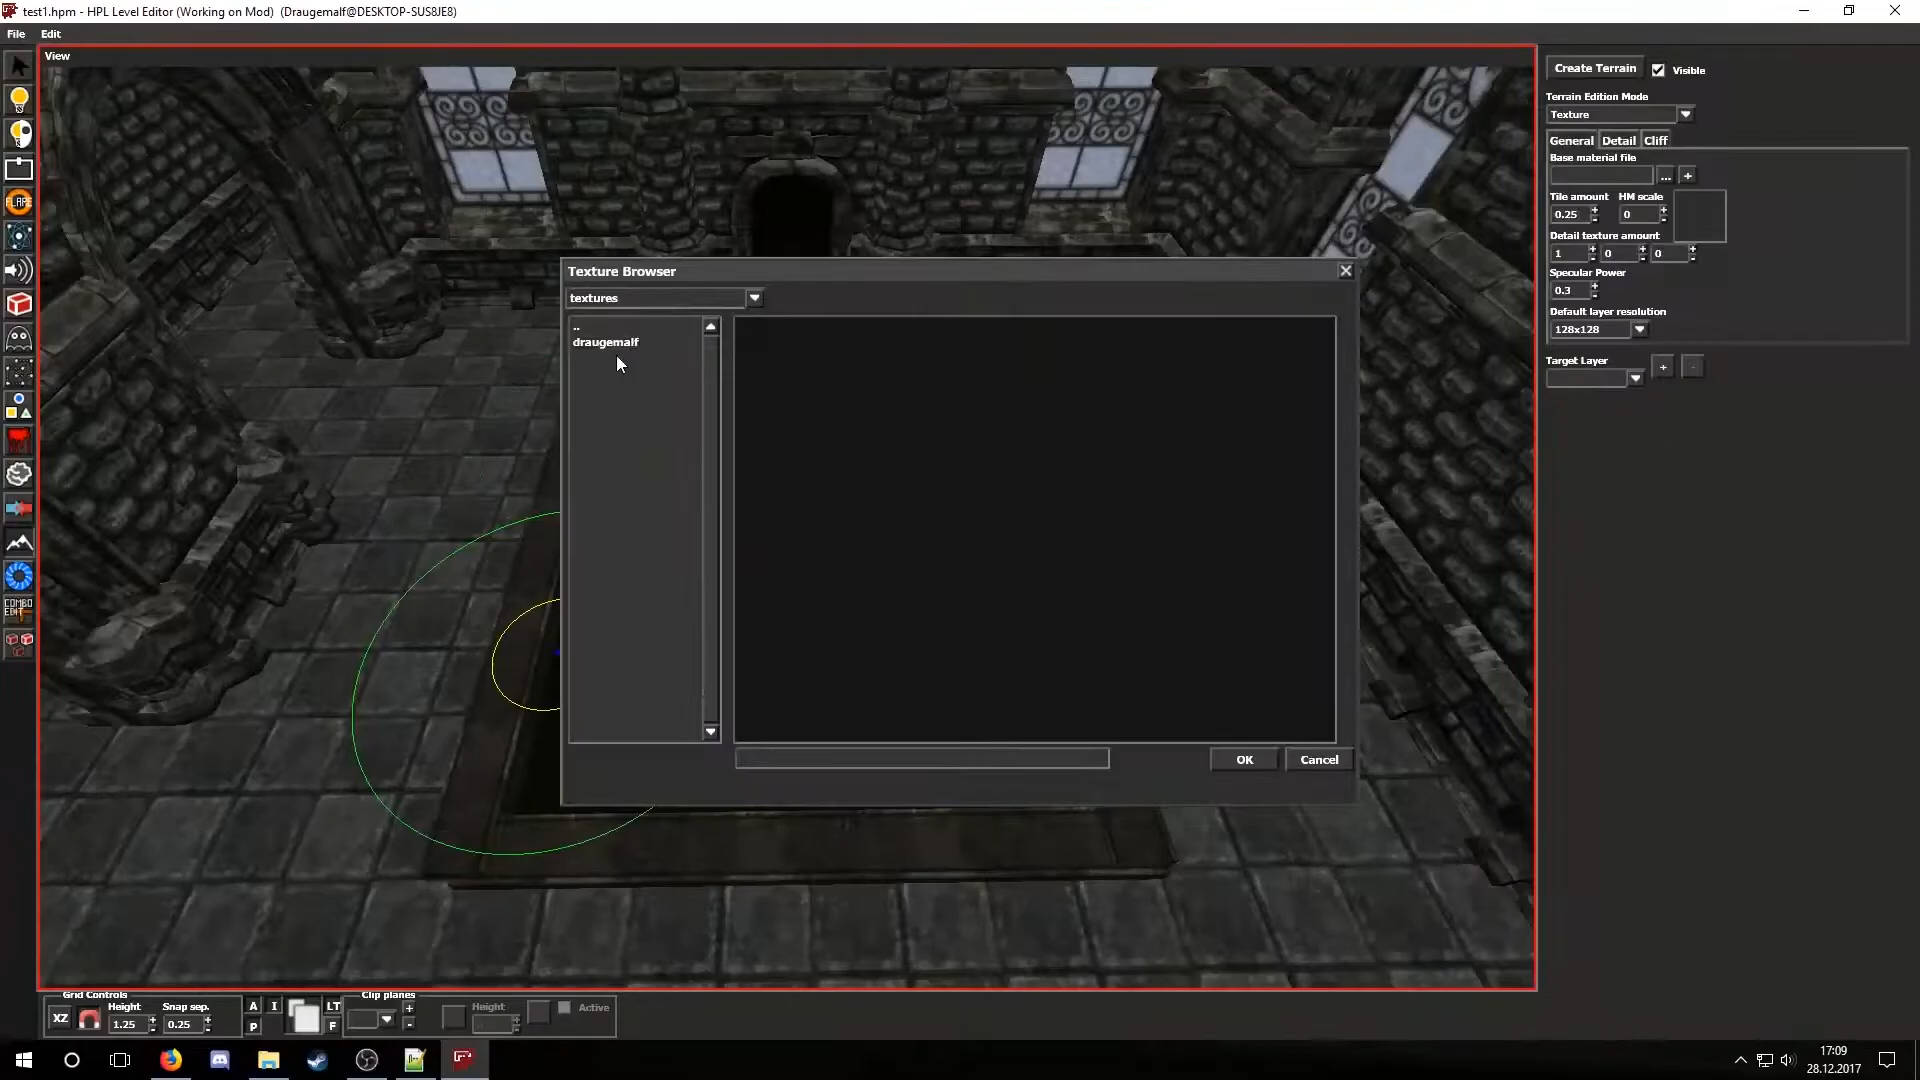 test1.hpm - HPL Level Editor (Working on Mod) (Draugemalf@DESKTOP-SUS8JE8)
File Edit
View
Create Terrain Visible
Terrain Edition Mode
Texture
General Detail Cliff
Base material file
... +
Tile amount HM scale
0.25 0
Detail texture amount
1 0 0
Specular Power
0.3
Default layer resolution
128x128
Target Layer
+ -
FLARE
COMBO
EDIT
Texture Browser
textures
..
draugemalf
OK Cancel
Grid Controls
XZ
Height Snap sep.
1.25 0.25
A I LT
P F
Clip planes
+
-
Height Active
17:09
28.12.2017